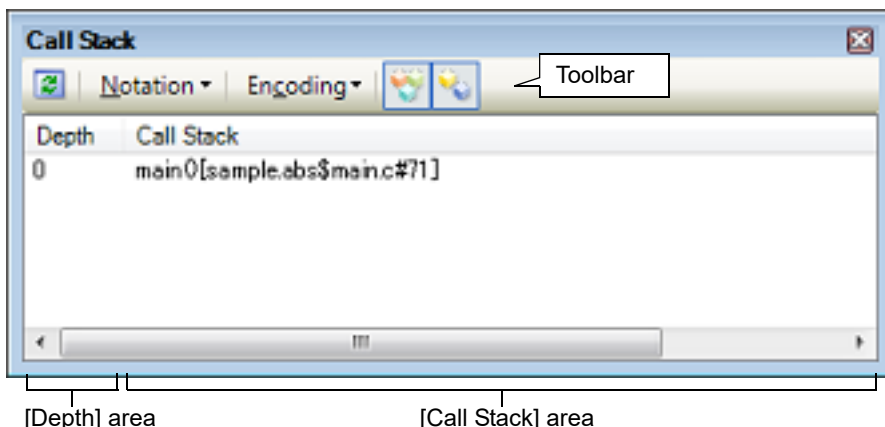 Call Stack
Notation Encoding Toolbar
Depth Call Stack
0 main()[sample.abs$main.c#71]
[Depth] area [Call Stack] area